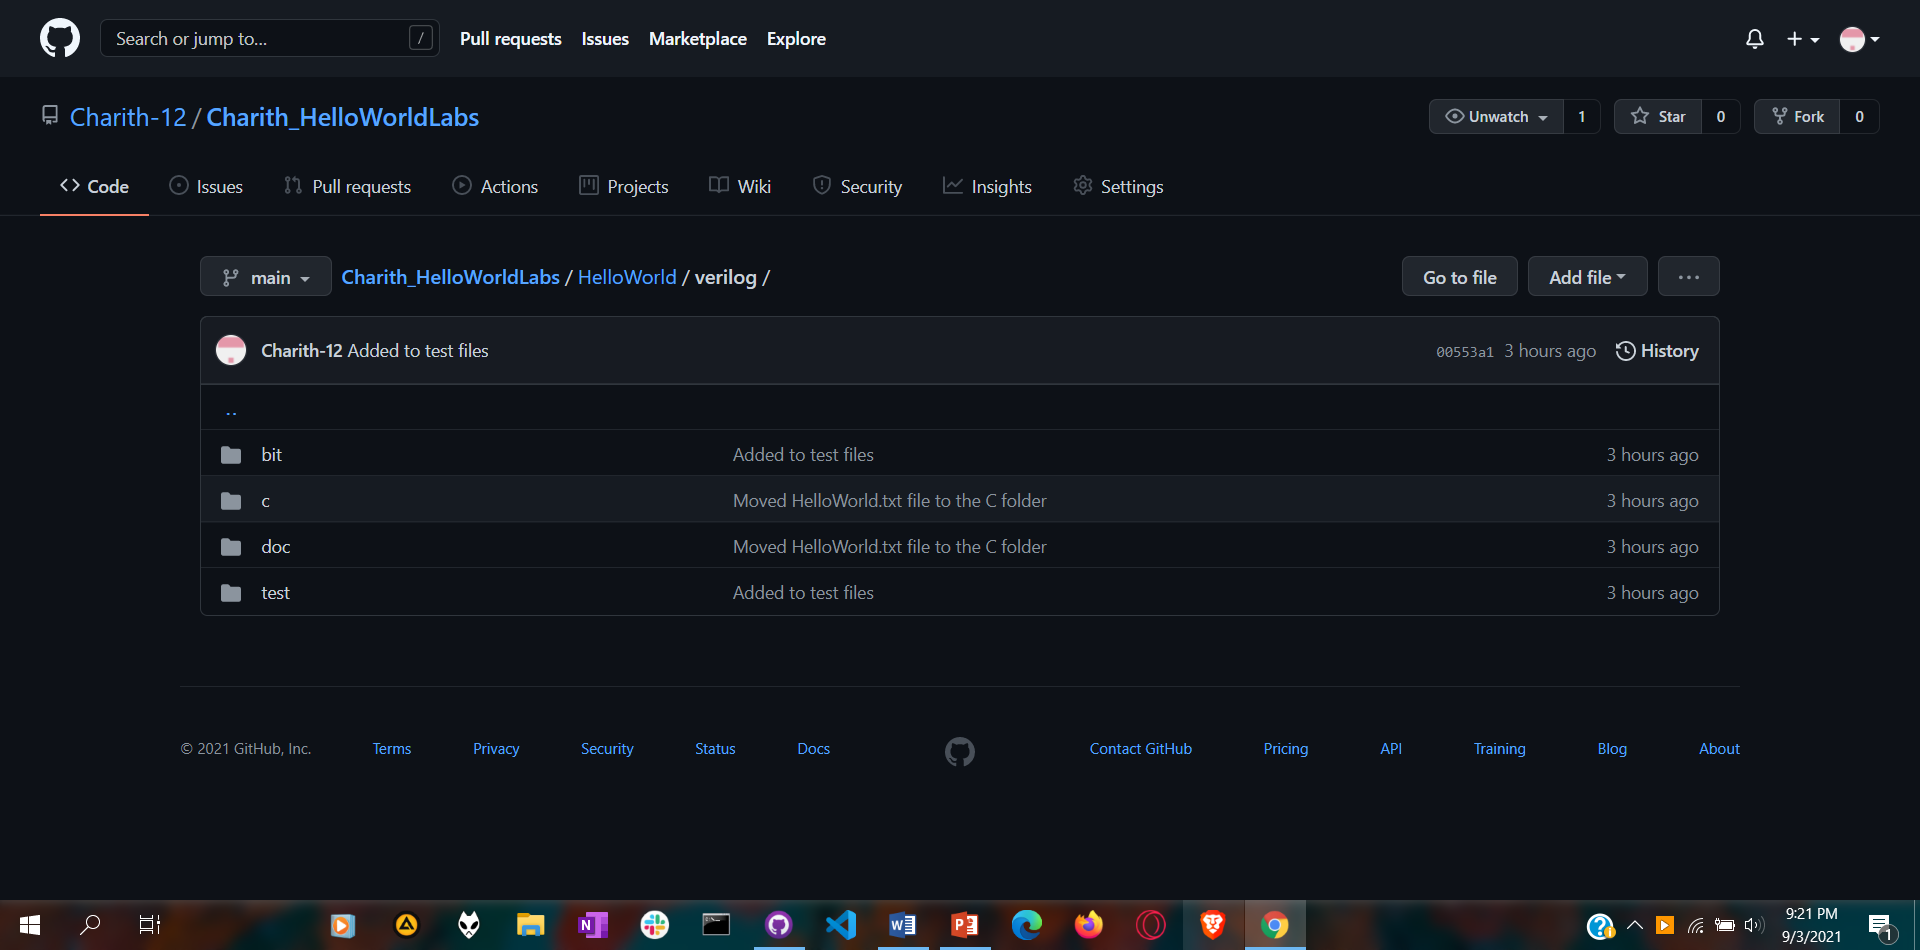 Search or jump to... /
Pull requests Issues Marketplace Explore
Charith-12 / Charith_HelloWorldLabs
Unwatch 1 Star 0 Fork 0
Code Issues Pull requests Actions Projects Wiki Security Insights Settings
main Charith_HelloWorldLabs / HelloWorld / verilog / Go to file Add file ...
Charith-12 Added to test files 00553a1 3 hours ago History
..
bit Added to test files 3 hours ago
c Moved HelloWorld.txt file to the C folder 3 hours ago
doc Moved HelloWorld.txt file to the C folder 3 hours ago
test Added to test files 3 hours ago
© 2021 GitHub, Inc. Terms Privacy Security Status Docs Contact GitHub Pricing API Training Blog About
9:21 PM
9/3/2021
1